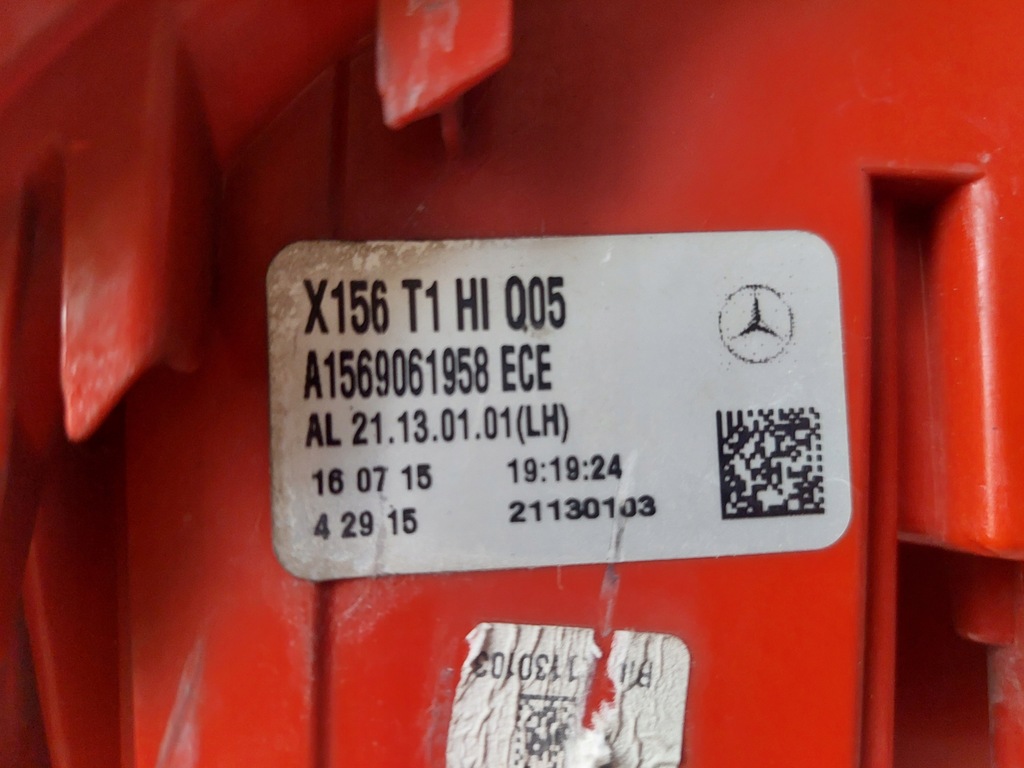 X156 T1 HI Q05
A1569061958 ECE
AL 21.13.01.01(LH)
16 07 15 19:19:24
4 29 15 21130103
1130103